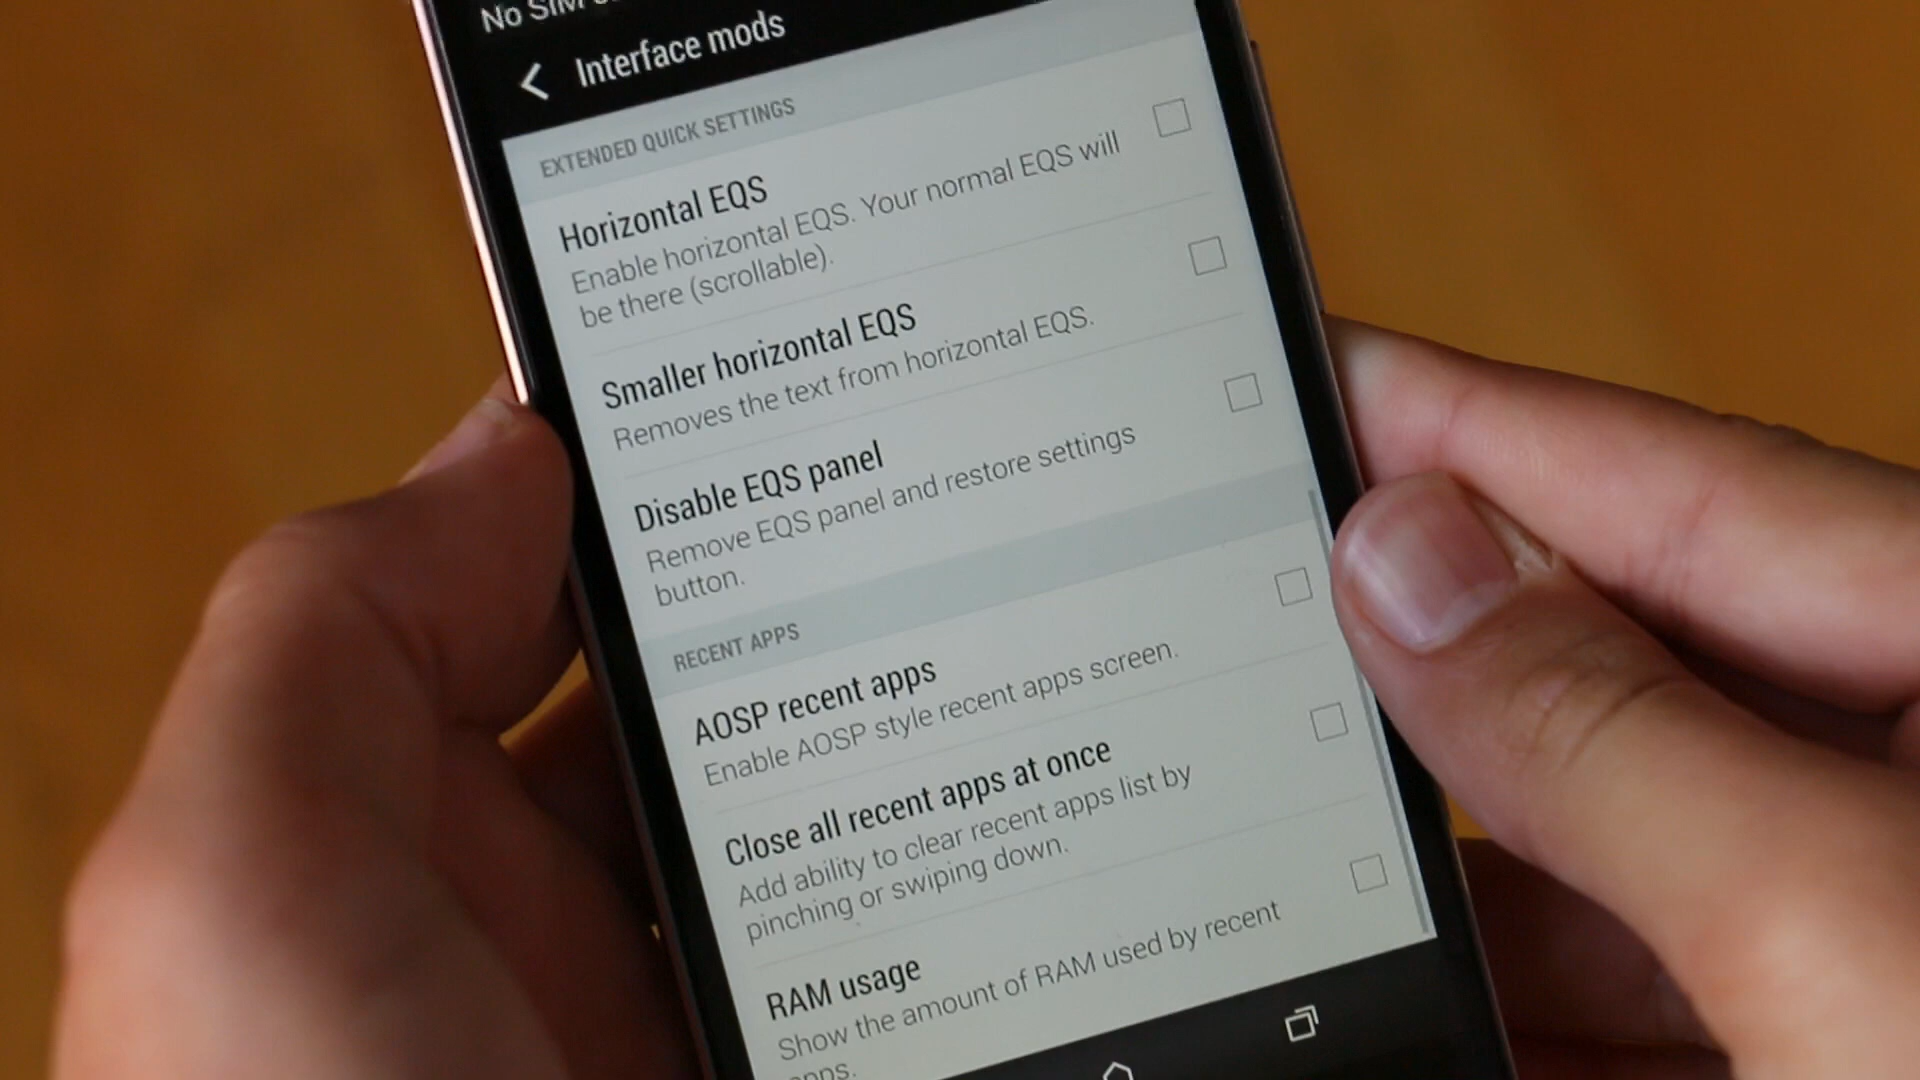 No SIM
Interface mods
EXTENDED QUICK SETTINGS
Horizontal EQS
Enable horizontal EQS. Your normal EQS will
be there (scrollable).
Smaller horizontal EQS
Removes the text from horizontal EQS.
Disable EQS panel
Remove EQS panel and restore settings
button.
RECENT APPS
AOSP recent apps
Enable AOSP style recent apps screen.
Close all recent apps at once
Add ability to clear recent apps list by
pinching or swiping down.
RAM usage
Show the amount of RAM used by recent
apps.